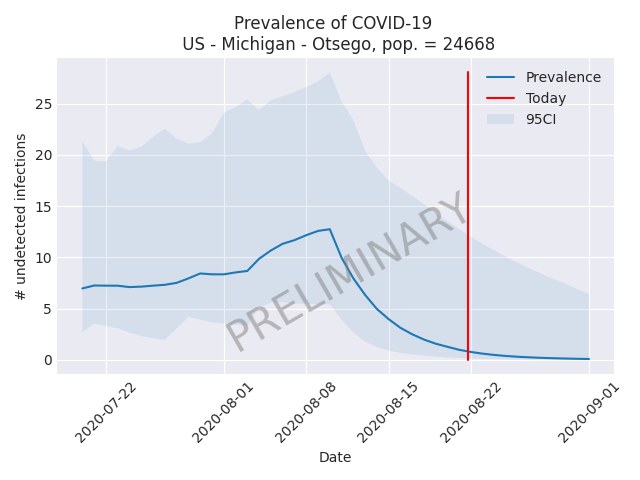 Prevalence of COVID-19
US - Michigan - Otsego, pop. = 24668
Prevalence
Today
95CI
25
20
15
10
5
0
# undetected infections
PRELIMINARY
2020-07-22
2020-08-01
2020-08-08
2020-08-15
2020-08-22
2020-09-01
Date